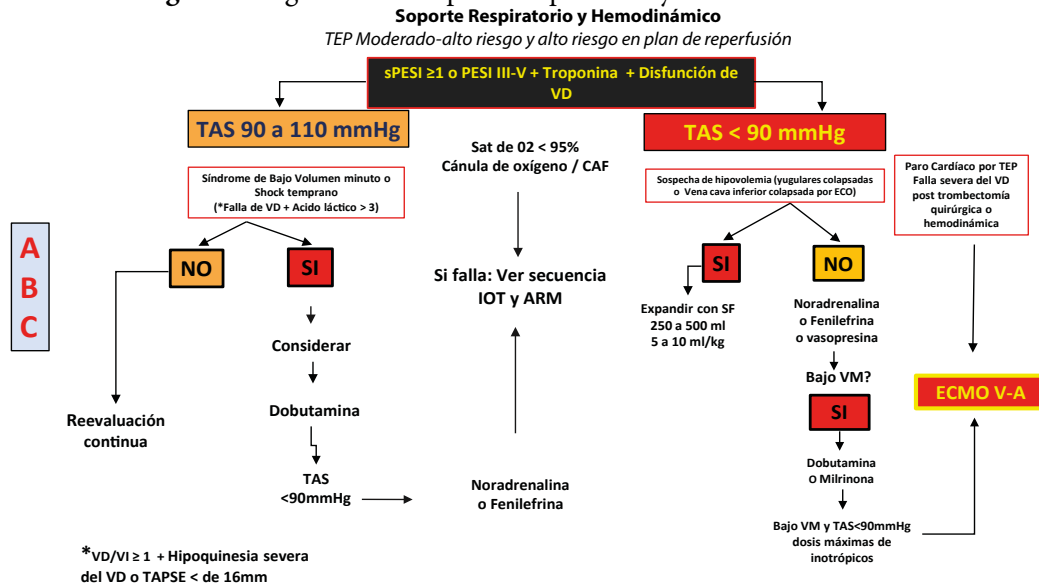 Soporte Respiratorio y Hemodinámico
TEP Moderado-alto riesgo y alto riesgo en plan de reperfusión
sPESI ≥1 o PESI III-V + Troponina + Disfunción de
VD
TAS 90 a 110 mmHg
TAS < 90 mmHg
Sat de 02 < 95%
Cánula de oxígeno / CAF
Síndrome de Bajo Volumen minuto o
Shock temprano
(*Falla de VD + Acido láctico > 3)
Sospecha de hipovolemia (yugulares colapsadas
o Vena cava inferior colapsada por ECO)
Paro Cardíaco por TEP
Falla severa del VD
post trombectomía
quirúrgica o
hemodinámica
A
B
C
NO
SI
Si falla: Ver secuencia
IOT y ARM
SI
NO
Expandir con SF
250 a 500 ml
5 a 10 ml/kg
Noradrenalina
o Fenilefrina
o vasopresina
Considerar
Bajo VM?
ECMO V-A
SI
Reevaluación
continua
Dobutamina
Dobutamina
O Milrinona
TAS
<90mmHg
Noradrenalina
o Fenilefrina
Bajo VM y TAS<90mmHg
dosis máximas de
inotrópicos
*VD/VI ≥ 1 + Hipoquinesia severa
del VD o TAPSE < de 16mm